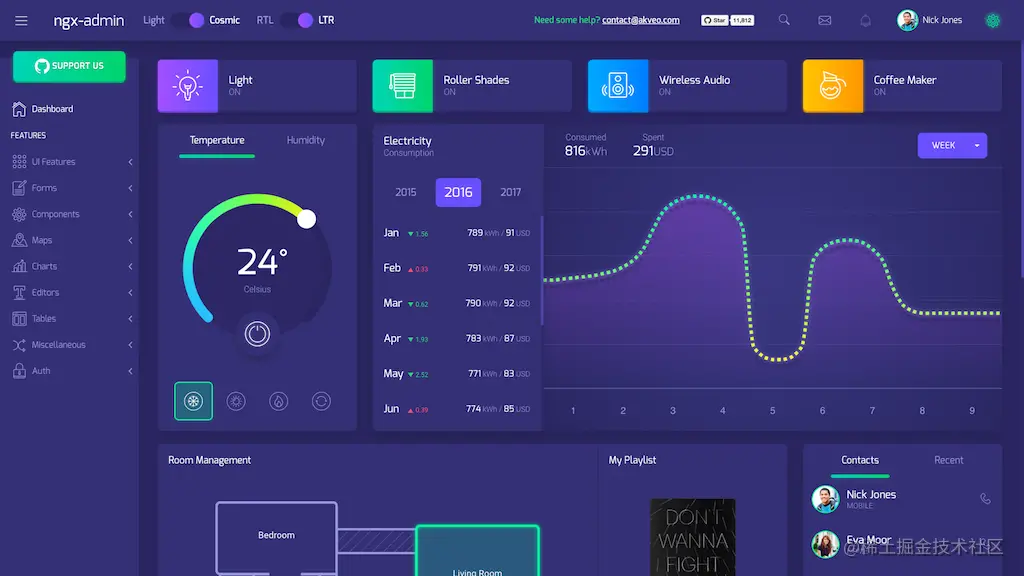 ngx-admin
Light Cosmic RTL LTR
Need some help? contact@akveo.com
Star 11,812
Nick Jones
SUPPORT US
Dashboard
FEATURES
UI Features
Forms
Components
Maps
Charts
Editors
Tables
Miscellaneous
Auth
Light
ON
Roller Shades
ON
Wireless Audio
ON
Coffee Maker
ON
Temperature Humidity
24°
Celsius
Electricity
Consumption
2015 2016 2017
Jan 1.56 789 kWh / 91 USD
Feb 0.33 791 kWh / 92 USD
Mar 0.62 790 kWh / 92 USD
Apr 1.93 783 kWh / 87 USD
May 2.52 771 kWh / 83 USD
Jun 0.39 774 kWh / 85 USD
Consumed Spent
816kWh 291USD
WEEK
1 2 3 4 5 6 7 8 9
Room Management
Bedroom
Living Room
My Playlist
DON'T
WANNA
FIGHT
Contacts Recent
Nick Jones
MOBILE
Eva Moor
@稀土掘金技术社区